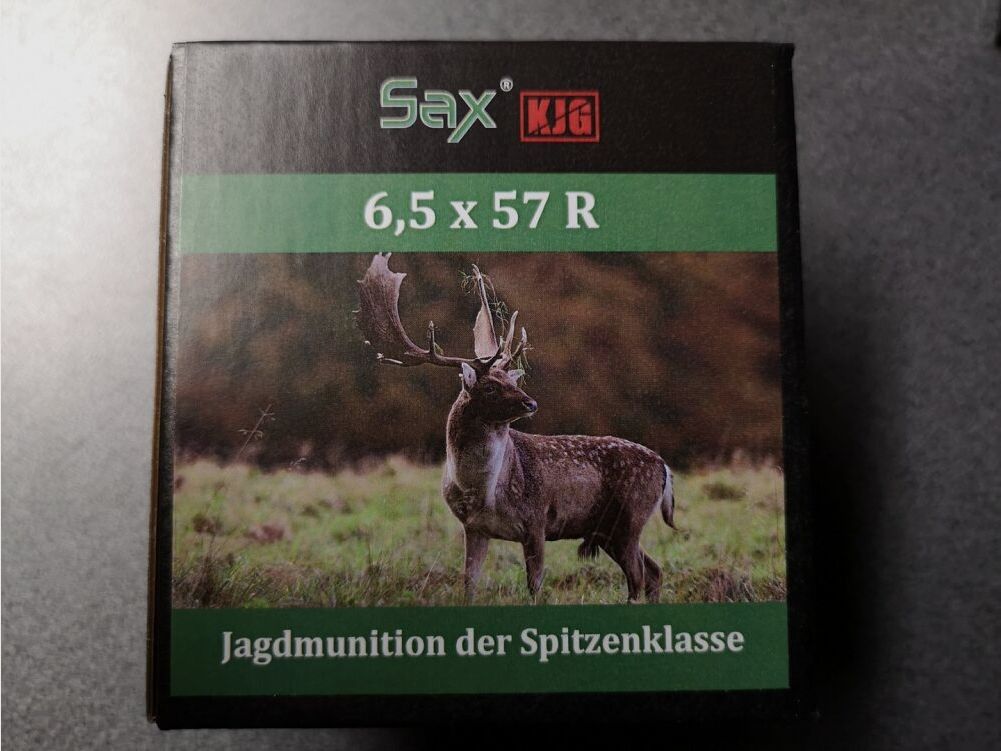 Sax® KJG
6,5 x 57 R
Jagdmunition der Spitzenklasse